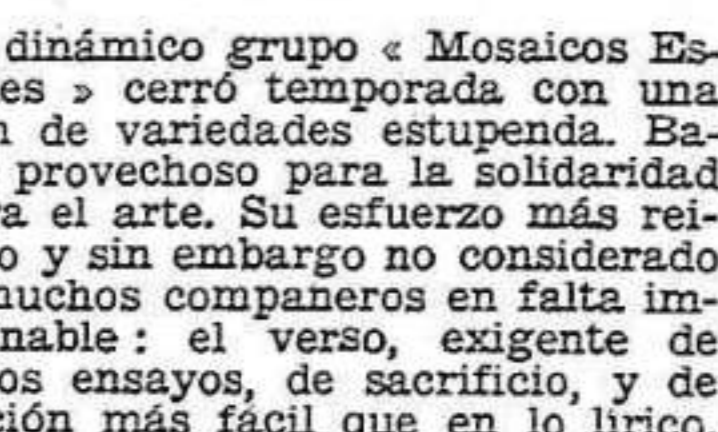 dinámico grupo « Mosaicos Es-
es » cerró temporada con una
n de variedades estupenda. Ba-
provechoso para la solidaridad
a el arte. Su esfuerzo más rei-
o y sin embargo no considerado
muchos companeros en falta im-
nable : el verso, exigente de
os ensayos, de sacrificio, y de
ción más fácil que en lo lírico.